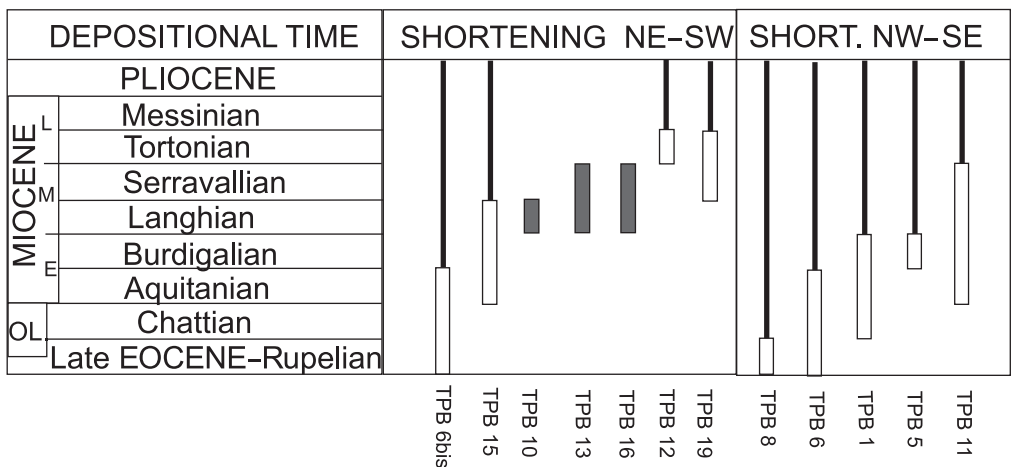 DEPOSITIONAL TIME SHORTENING NE–SW SHORT. NW–SE
PLIOCENE
MIOCENE
L
Messinian
Tortonian
M
Serravallian
Langhian
E
Burdigalian
Aquitanian
OL.
Chattian
Late EOCENE–Rupelian
TPB 6bis
TPB 15
TPB 10
TPB 13
TPB 16
TPB 12
TPB 19
TPB 8
TPB 6
TPB 1
TPB 5
TPB 11